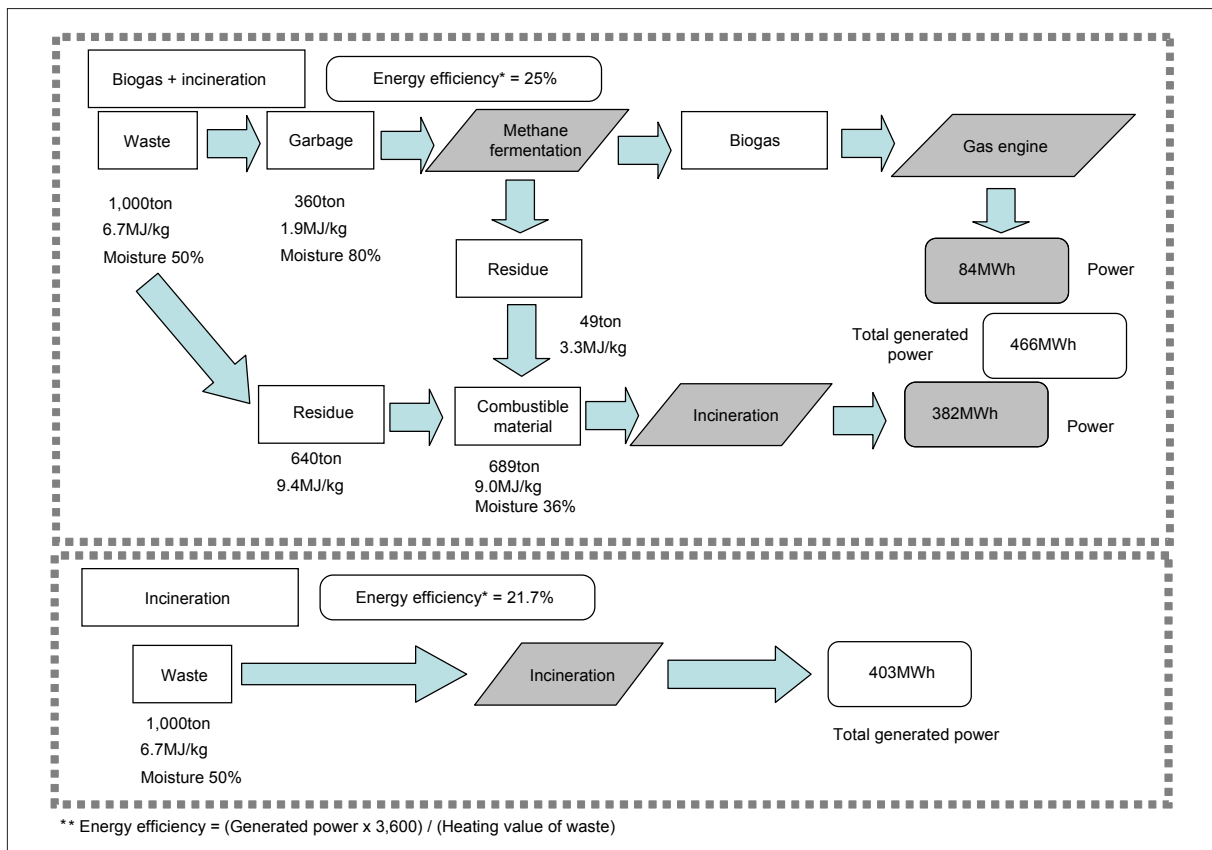 Biogas + incineration
Energy efficiency* = 25%
Waste
Garbage
Methane
fermentation
Biogas
Gas engine
1,000ton
6.7MJ/kg
Moisture 50%
360ton
1.9MJ/kg
Moisture 80%
Residue
84MWh
Power
49ton
3.3MJ/kg
Total generated
power
466MWh
Residue
Combustible
material
Incineration
382MWh
Power
640ton
9.4MJ/kg
689ton
9.0MJ/kg
Moisture 36%
Incineration
Energy efficiency* = 21.7%
Waste
Incineration
403MWh
1,000ton
6.7MJ/kg
Moisture 50%
Total generated power
** Energy efficiency = (Generated power x 3,600) / (Heating value of waste)